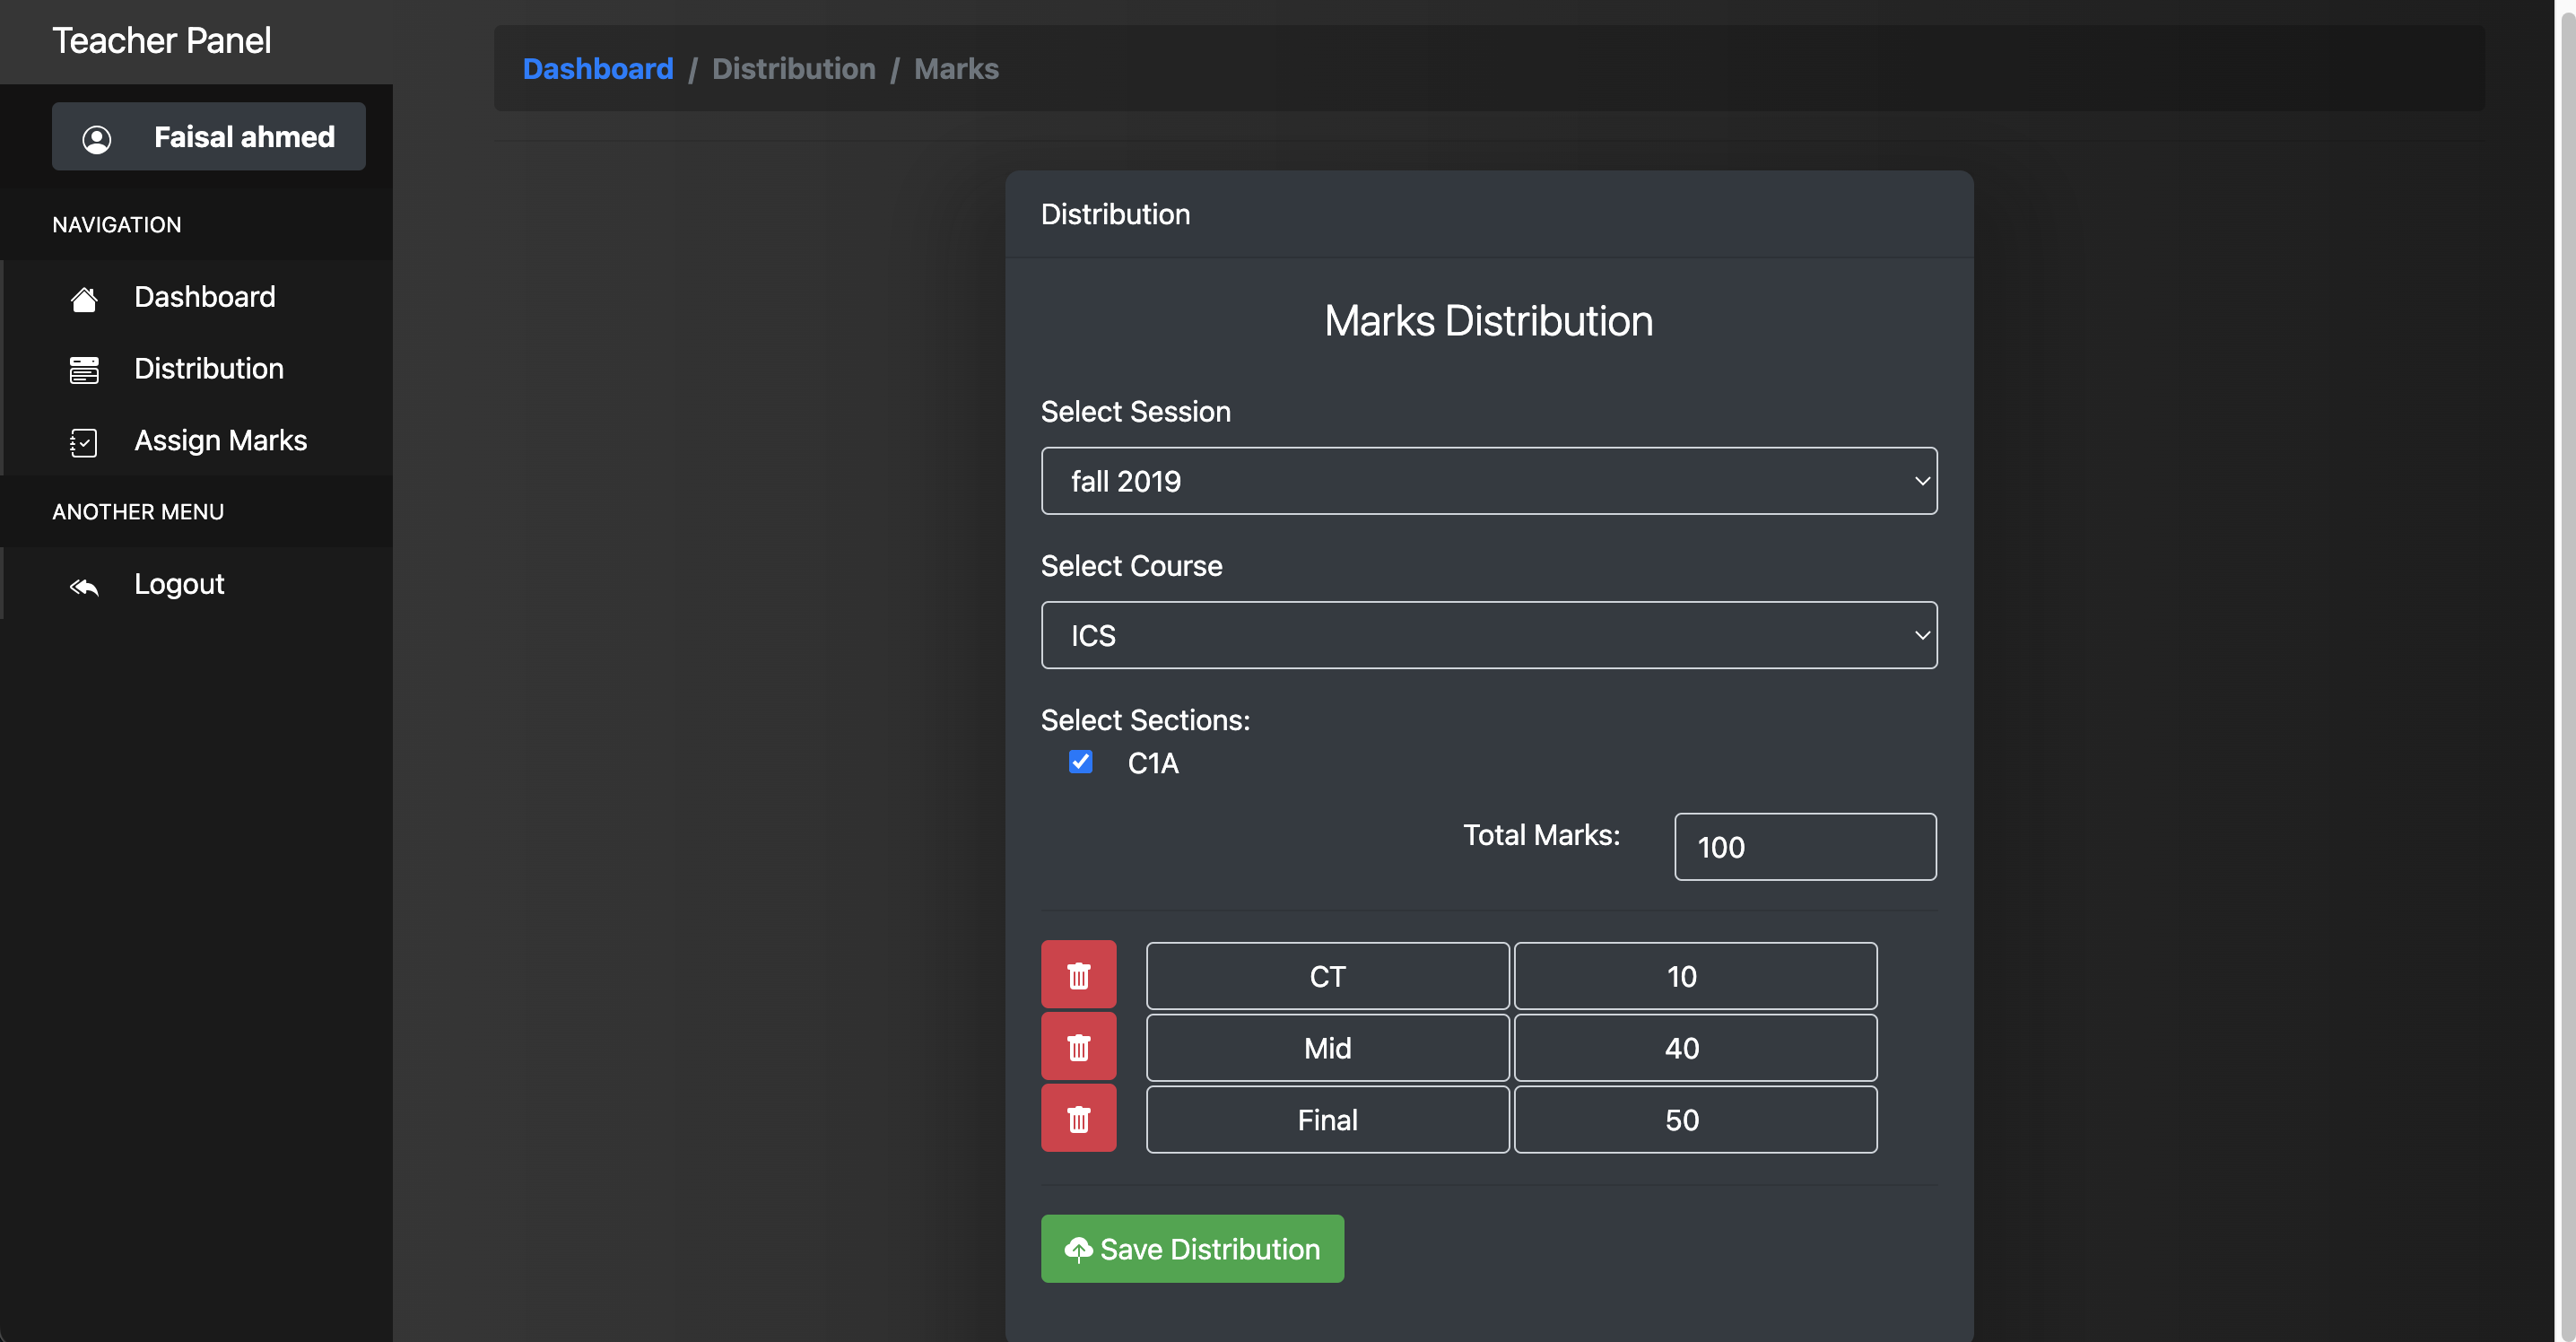 Teacher Panel
Faisal ahmed
NAVIGATION
Dashboard
Distribution
Assign Marks
ANOTHER MENU
Logout
Dashboard / Distribution / Marks
Distribution
Marks Distribution
Select Session
fall 2019
Select Course
ICS
Select Sections:
C1A
Total Marks: 100
CT 10
Mid 40
Final 50
Save Distribution